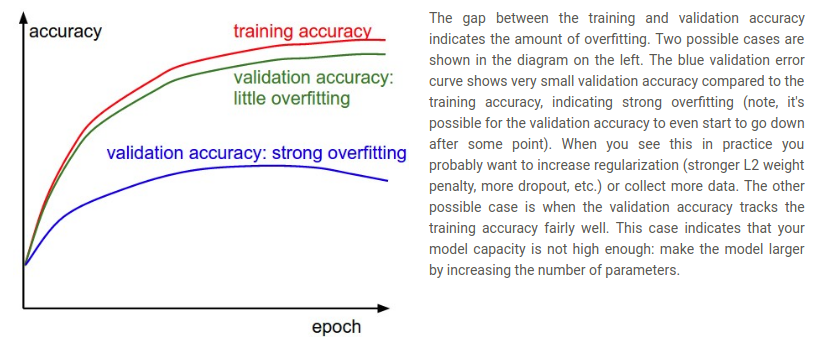 accuracy
training accuracy
validation accuracy:
little overfitting
validation accuracy: strong overfitting
epoch
The gap between the training and validation accuracy
indicates the amount of overfitting. Two possible cases are
shown in the diagram on the left. The blue validation error
curve shows very small validation accuracy compared to the
training accuracy, indicating strong overfitting (note, it's
possible for the validation accuracy to even start to go down
after some point). When you see this in practice you
probably want to increase regularization (stronger L2 weight
penalty, more dropout, etc.) or collect more data. The other
possible case is when the validation accuracy tracks the
training accuracy fairly well. This case indicates that your
model capacity is not high enough: make the model larger
by increasing the number of parameters.